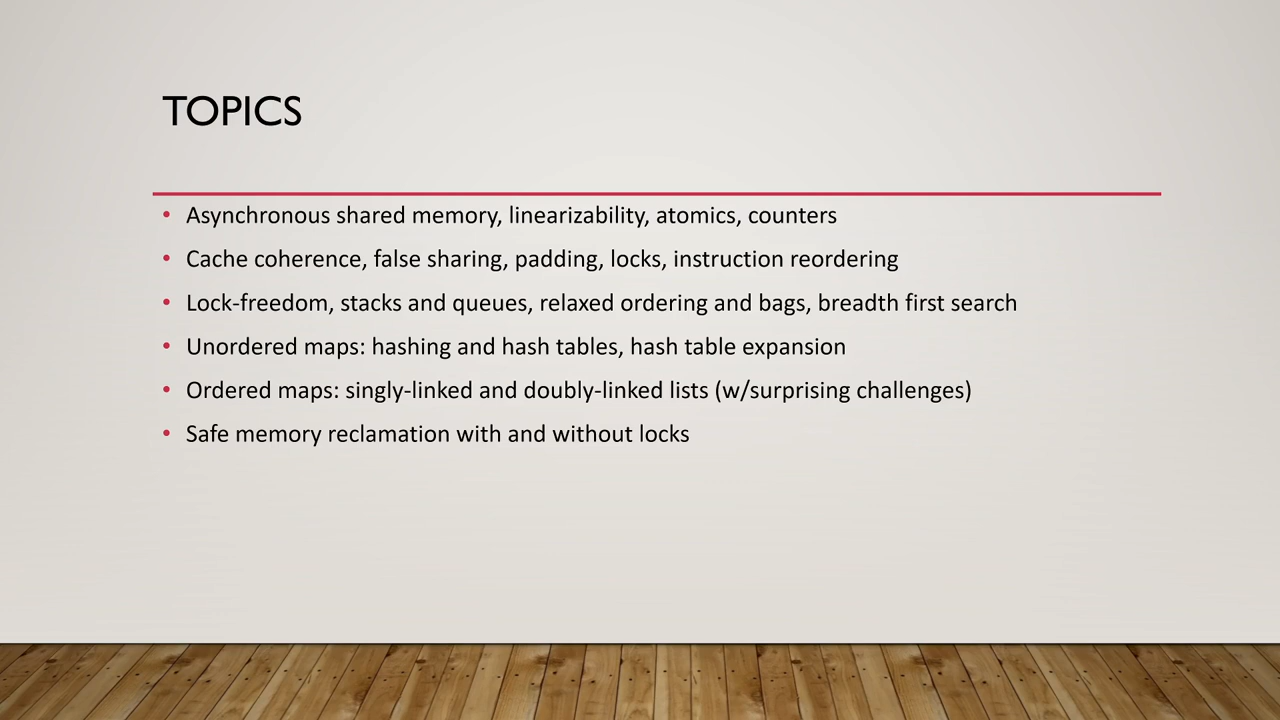 TOPICS
• Asynchronous shared memory, linearizability, atomics, counters
• Cache coherence, false sharing, padding, locks, instruction reordering
• Lock-freedom, stacks and queues, relaxed ordering and bags, breadth first search
• Unordered maps: hashing and hash tables, hash table expansion
• Ordered maps: singly-linked and doubly-linked lists (w/surprising challenges)
• Safe memory reclamation with and without locks